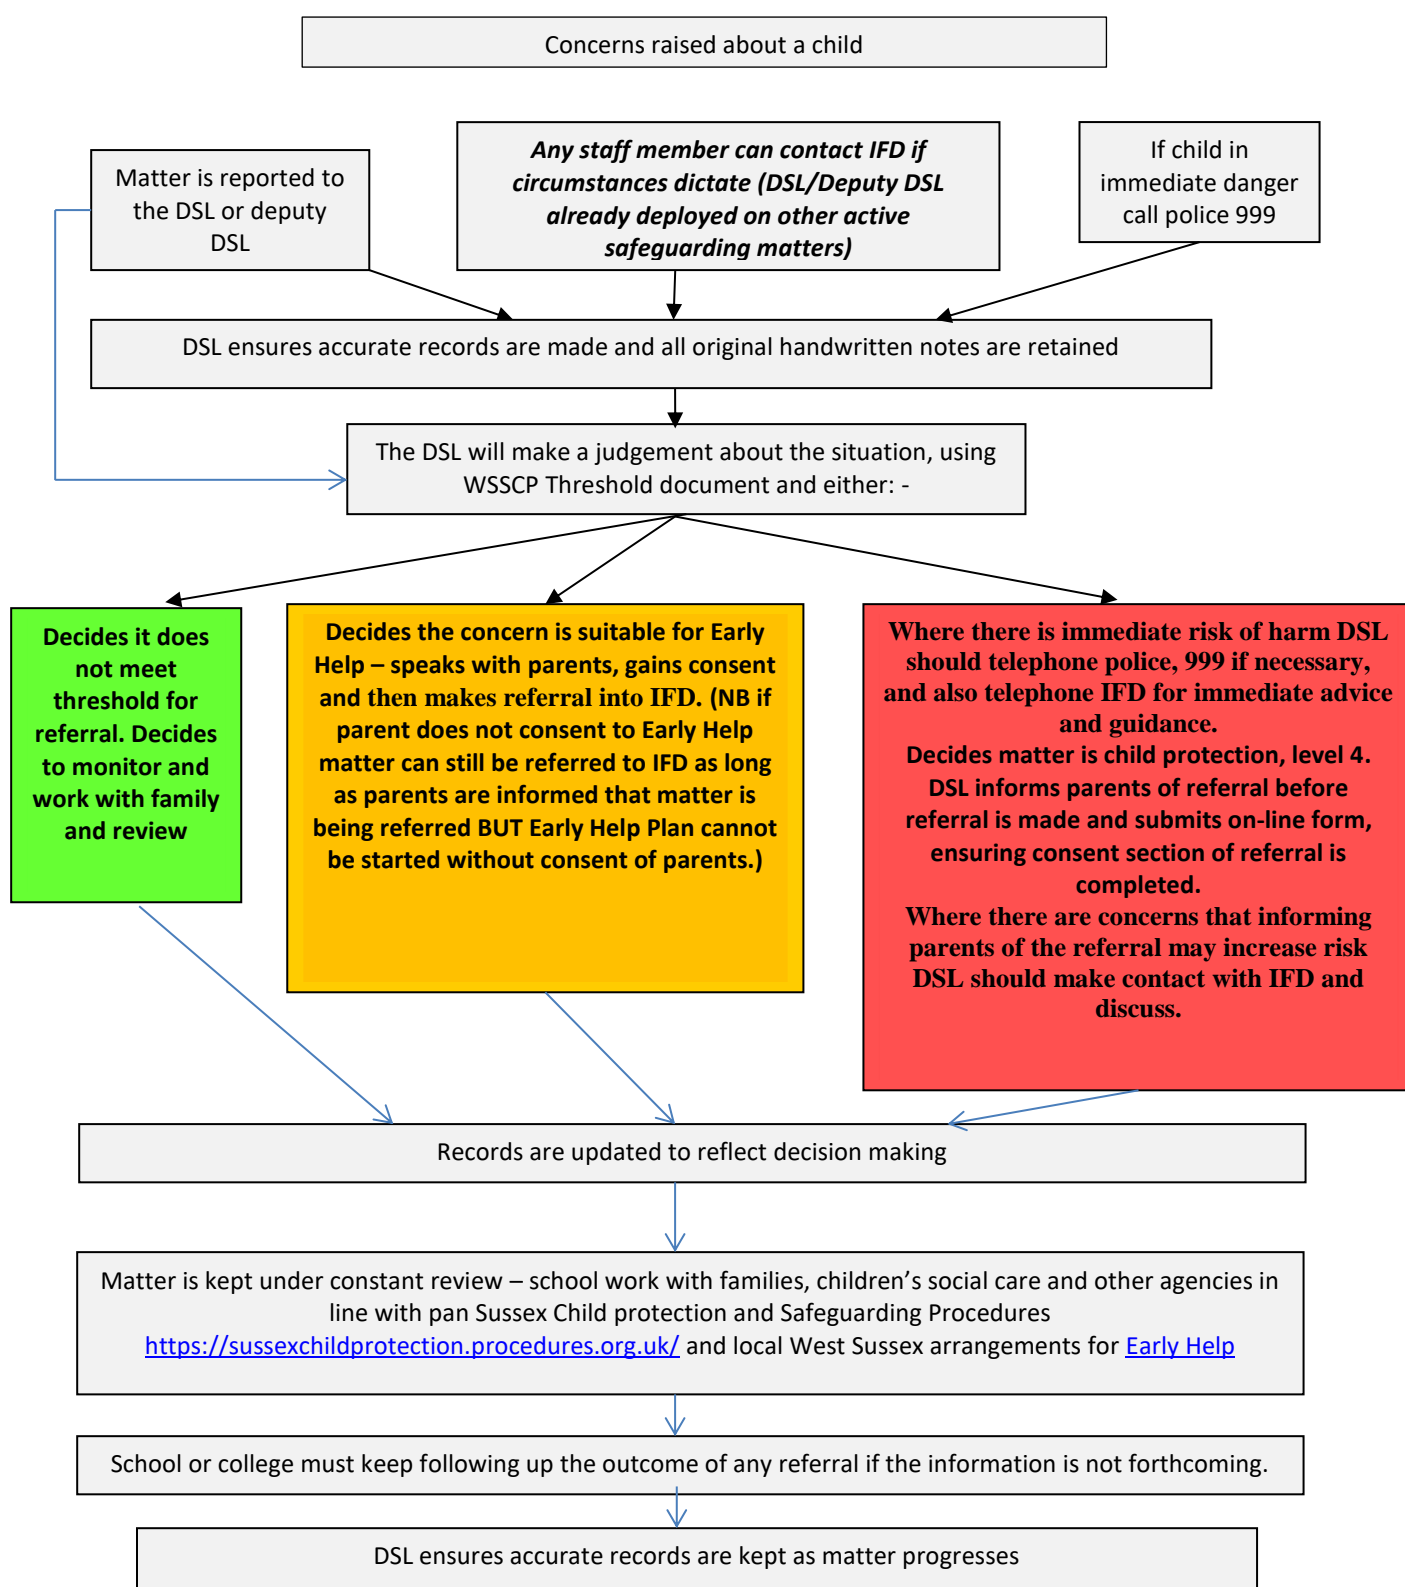 Concerns raised about a child
Matter is reported to
the DSL or deputy
DSL
Any staff member can contact IFD if
circumstances dictate (DSL/Deputy DSL
already deployed on other active
safeguarding matters)
If child in
immediate danger
call police 999
DSL ensures accurate records are made and all original handwritten notes are retained
The DSL will make a judgement about the situation, using
WSSCP Threshold document and either: -
Decides it does
not meet
threshold for
referral. Decides
to monitor and
work with family
and review
Decides the concern is suitable for Early
Help – speaks with parents, gains consent
and then makes referral into IFD. (NB if
parent does not consent to Early Help
matter can still be referred to IFD as long
as parents are informed that matter is
being referred BUT Early Help Plan cannot
be started without consent of parents.)
Where there is immediate risk of harm DSL
should telephone police, 999 if necessary,
and also telephone IFD for immediate advice
and guidance.
Decides matter is child protection, level 4.
DSL informs parents of referral before
referral is made and submits on-line form,
ensuring consent section of referral is
completed.
Where there are concerns that informing
parents of the referral may increase risk
DSL should make contact with IFD and
discuss.
Records are updated to reflect decision making
Matter is kept under constant review – school work with families, children’s social care and other agencies in
line with pan Sussex Child protection and Safeguarding Procedures
https://sussexchildprotection.procedures.org.uk/ and local West Sussex arrangements for Early Help
School or college must keep following up the outcome of any referral if the information is not forthcoming.
DSL ensures accurate records are kept as matter progresses